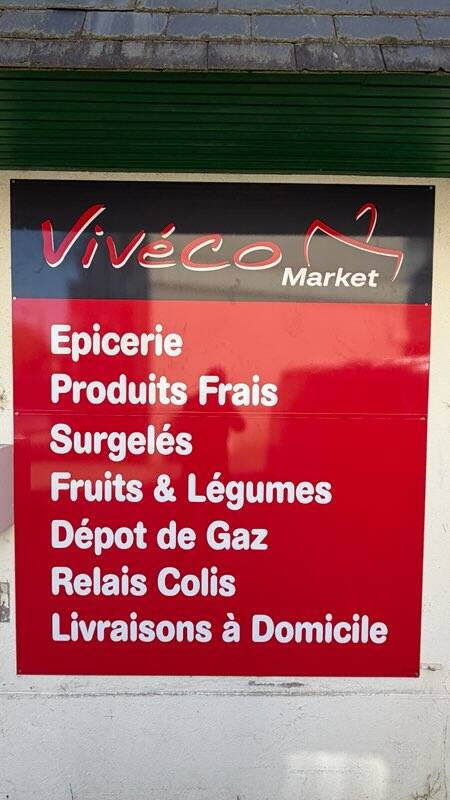 Vivéco
Market
Epicerie
Produits Frais
Surgelés
Fruits & Légumes
Dépot de Gaz
Relais Colis
Livraisons à Domicile